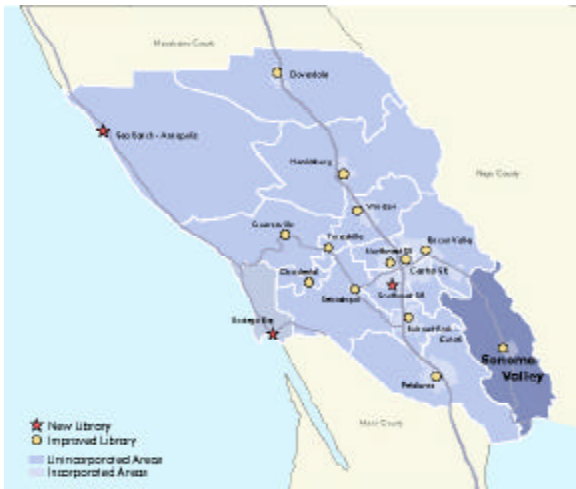 Mendocino County
Cloverdale
Sea Ranch - Annapolis
Healdsburg
Napa County
Windsor
Guerneville
Forestville
Northwest SR
Rincon Valley
Central SR
Occidental
Sebastopol
Southwest SR
Bodega Bay
Rohnert Park
Cotati
Sonoma
Valley
Petaluma
Marin County
New Library
Improved Library
Unincorporated Areas
Incorporated Areas